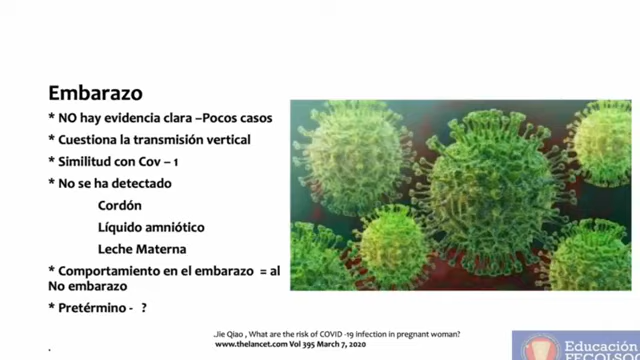 Embarazo
* NO hay evidencia clara –Pocos casos
* Cuestiona la transmisión vertical
* Similitud con Cov – 1
* No se ha detectado
Cordón
Líquido amniótico
Leche Materna
* Comportamiento en el embarazo = al
No embarazo
* Pretérmino - ?
.Jie Qiao , What are the risk of COVID -19 infection in pregnant woman?
www.thelancet.com Vol 395 March 7, 2020
.
Educación
FECOLSOG